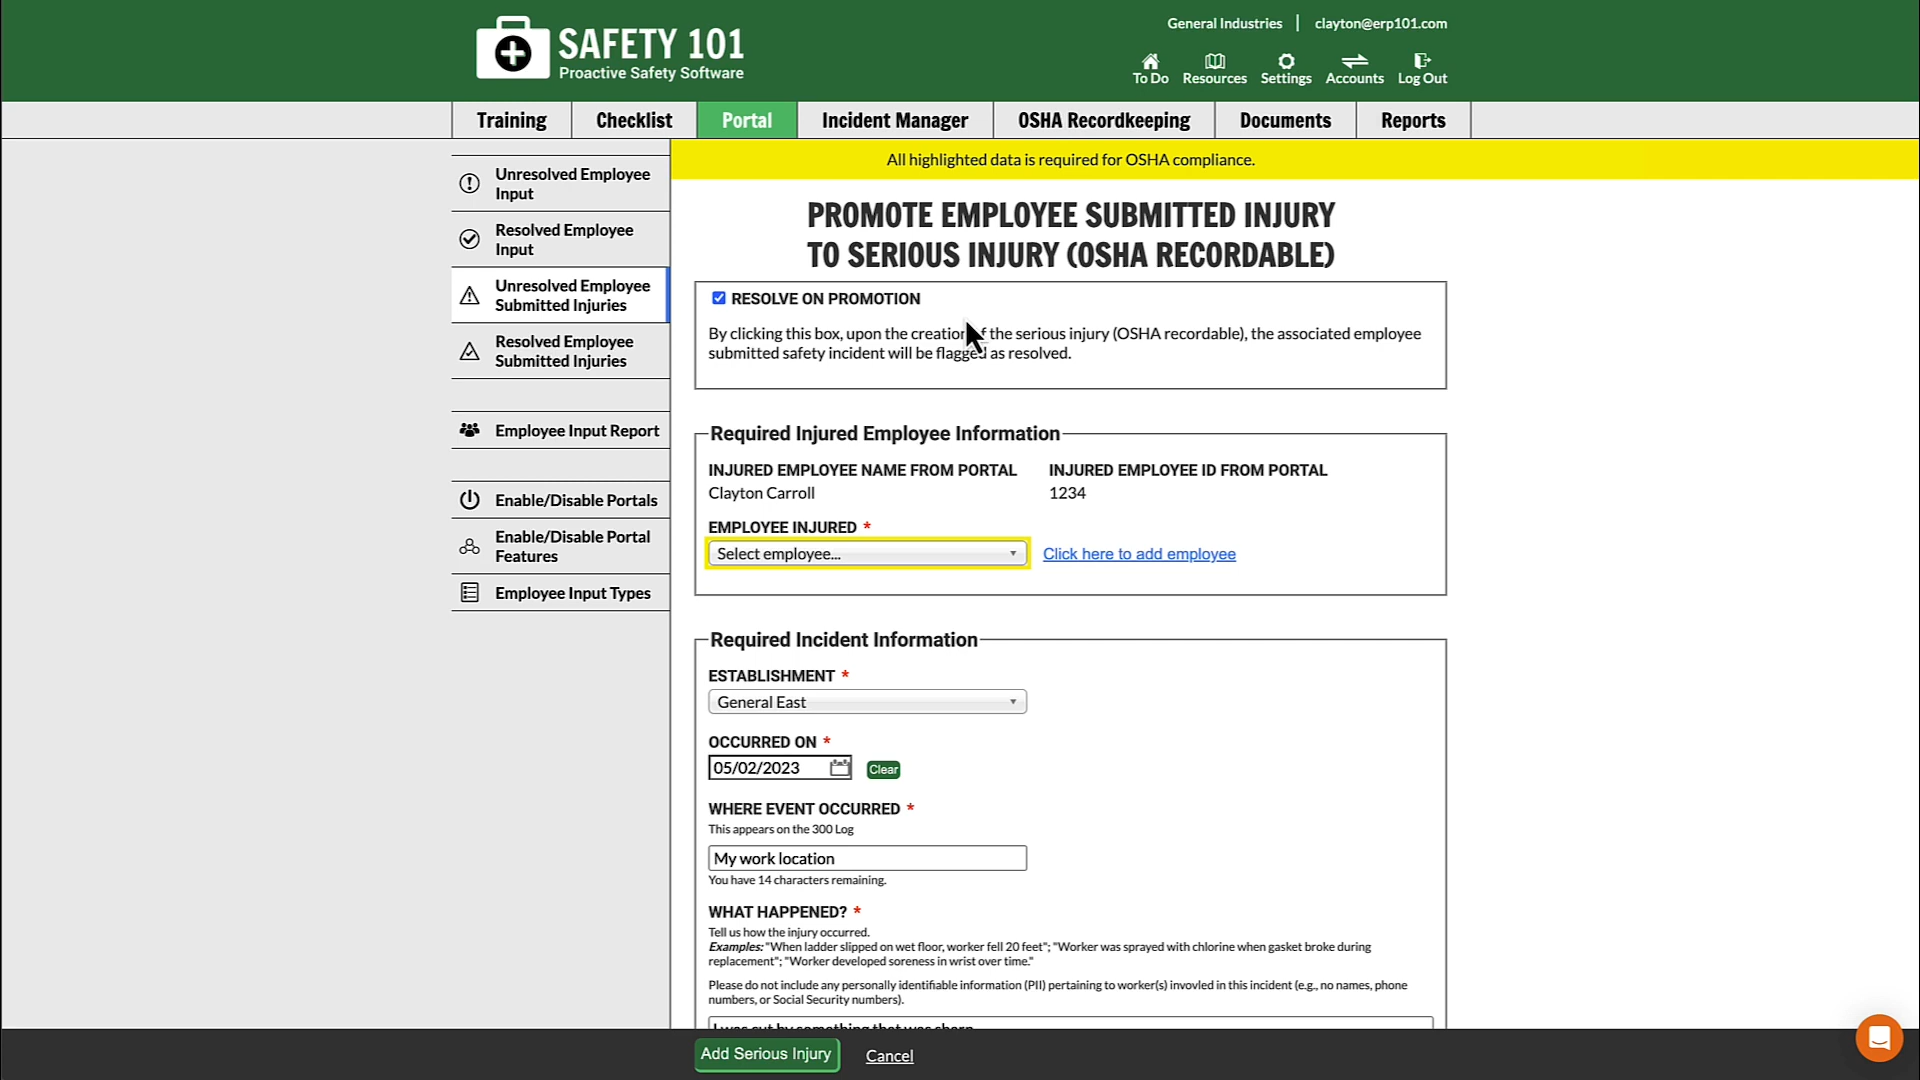 General Industries
clayton@erp101.com
SAFETY 101
Proactive Safety Software
To Do
Resources
Settings
Accounts
Log Out
Training
Checklist
Portal
Incident Manager
OSHA Recordkeeping
Documents
Reports
Unresolved Employee
Input
Resolved Employee
Input
Unresolved Employee
Submitted Injuries
Resolved Employee
Submitted Injuries
Employee Input Report
Enable/Disable Portals
Enable/Disable Portal
Features
Employee Input Types
All highlighted data is required for OSHA compliance.
PROMOTE EMPLOYEE SUBMITTED INJURY
TO SERIOUS INJURY (OSHA RECORDABLE)
RESOLVE ON PROMOTION
By clicking this box, upon the creation of the serious injury (OSHA recordable), the associated employee
submitted safety incident will be flagged as resolved.
Required Injured Employee Information
INJURED EMPLOYEE NAME FROM PORTAL
INJURED EMPLOYEE ID FROM PORTAL
Clayton Carroll
1234
EMPLOYEE INJURED *
Select employee...
Click here to add employee
Required Incident Information
ESTABLISHMENT *
General East
OCCURRED ON *
05/02/2023
Clear
WHERE EVENT OCCURRED *
This appears on the 300 Log
My work location
You have 14 characters remaining.
WHAT HAPPENED? *
Tell us how the injury occurred.
Examples: "When ladder slipped on wet floor, worker fell 20 feet"; "Worker was sprayed with chlorine when gasket broke during
replacement"; "Worker developed soreness in wrist over time."
Please do not include any personally identifiable information (PII) pertaining to worker(s) invovled in this incident (e.g., no names, phone
numbers, or Social Security numbers).
I was cut by something that was sharp
Add Serious Injury
Cancel